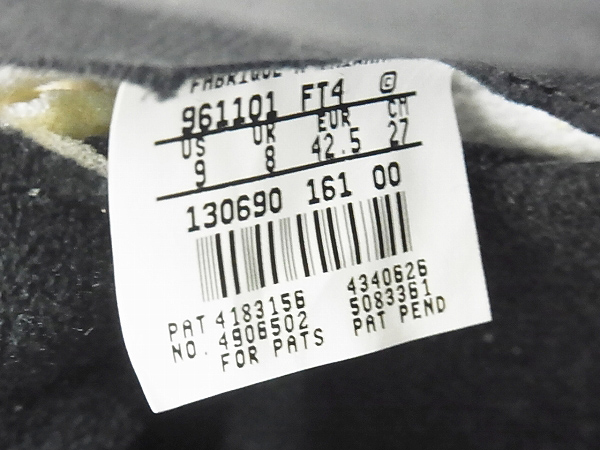 961101 FT4 ©
US UK EUR CM
9 8 42.5 27
130690 161 00
PAT 4183156 4340626
NO. 4906502 5083361
FOR PATS PAT PEND